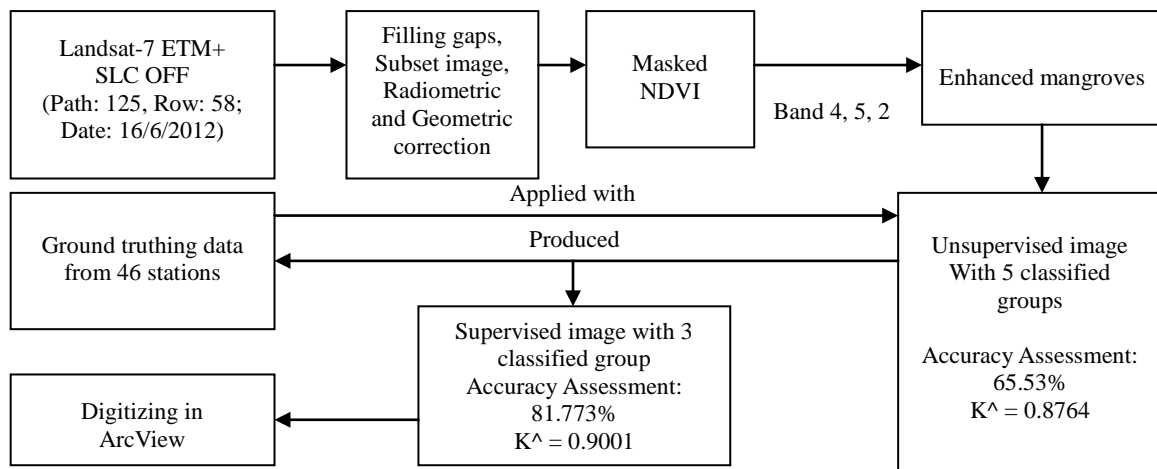 Landsat-7 ETM+
SLC OFF
(Path: 125, Row: 58;
Date: 16/6/2012)
Filling gaps,
Subset image,
Radiometric
and Geometric
correction
Masked
NDVI
Band 4, 5, 2
Enhanced mangroves
Applied with
Ground truthing data
from 46 stations
Produced
Unsupervised image
With 5 classified
groups
Accuracy Assessment:
65.53%
K^ = 0.8764
Supervised image with 3
classified group
Accuracy Assessment:
81.773%
K^ = 0.9001
Digitizing in
ArcView